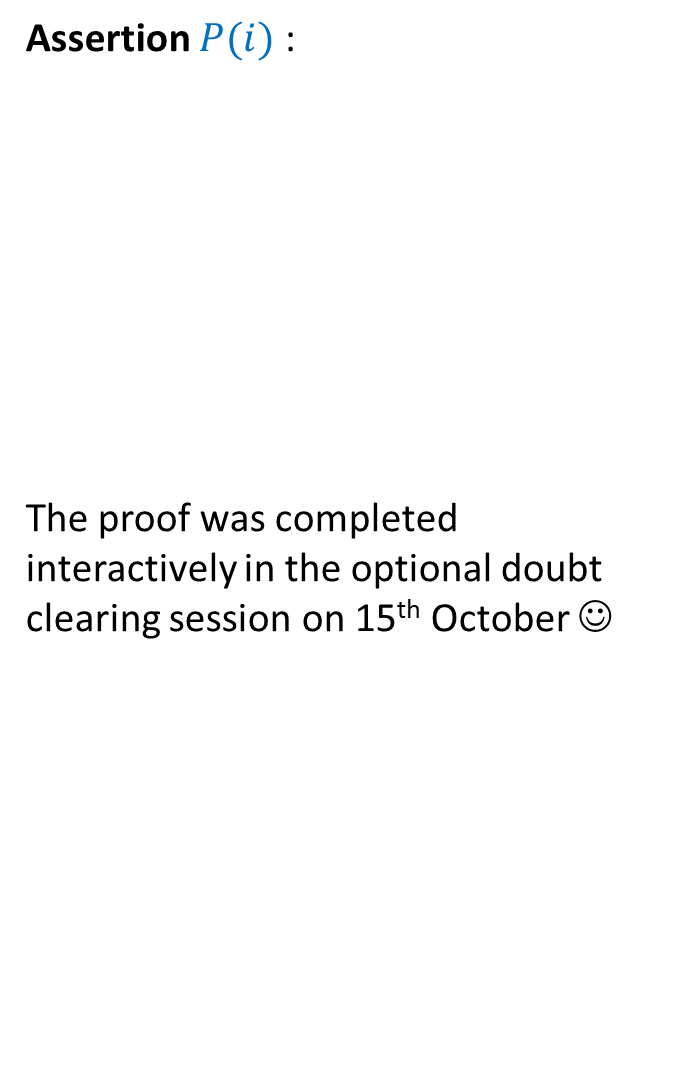 Assertion P(i) :
The proof was completed
interactively in the optional doubt
clearing session on 15th October ☺